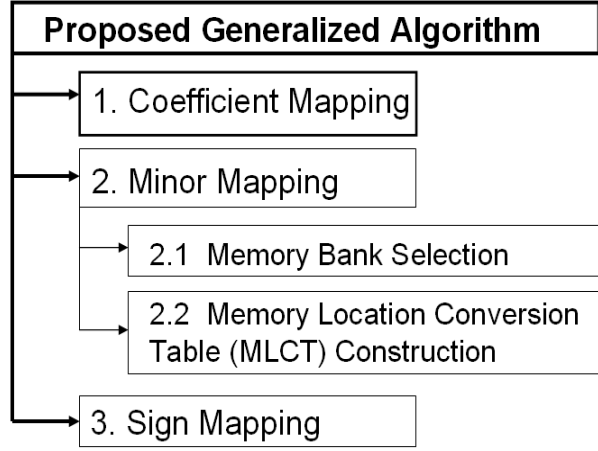 Proposed Generalized Algorithm
1. Coefficient Mapping
2. Minor Mapping
2.1 Memory Bank Selection
2.2 Memory Location Conversion
Table (MLCT) Construction
3. Sign Mapping